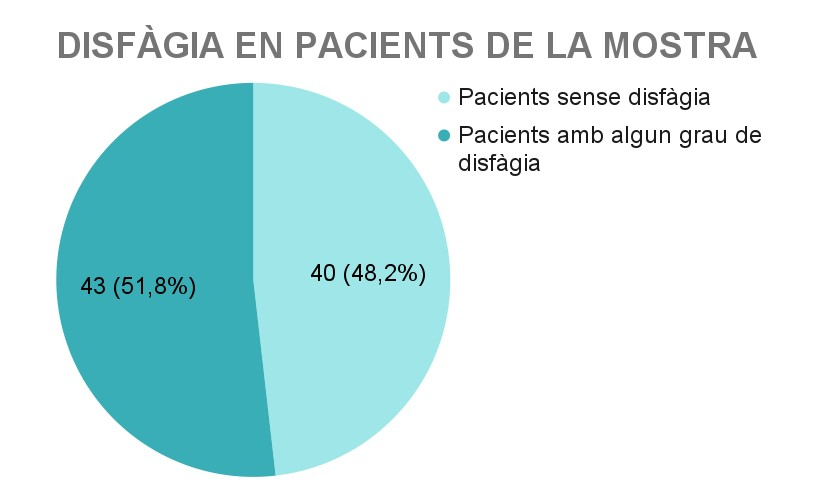 DISFÀGIA EN PACIENTS DE LA MOSTRA
Pacients sense disfàgia
Pacients amb algun grau de
disfàgia
43 (51,8%)
40 (48,2%)